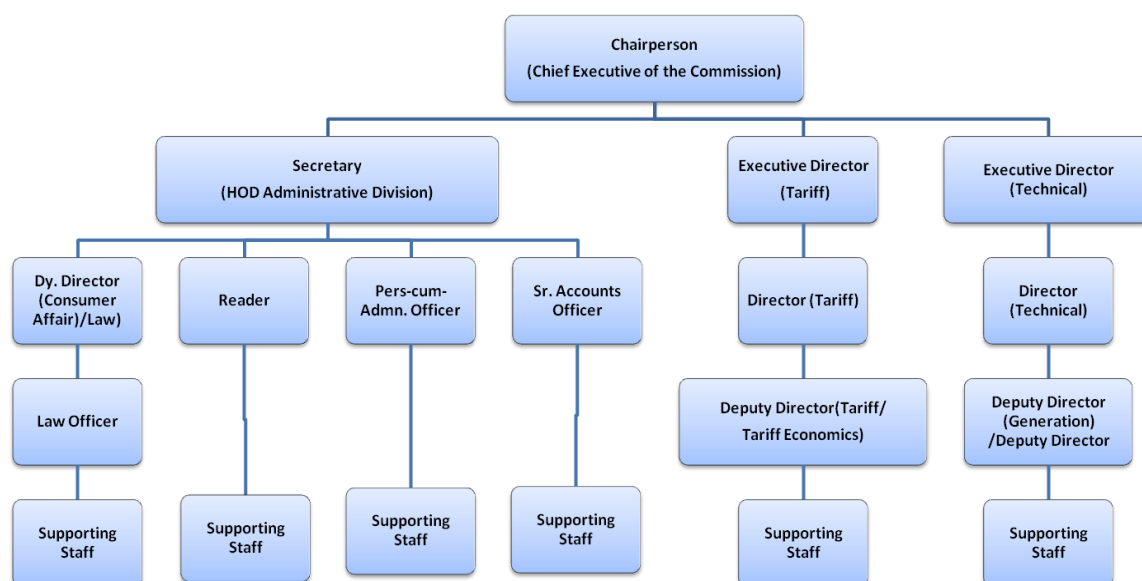 Chairperson
(Chief Executive of the Commission)
Secretary
(HOD Administrative Division)
Executive Director
(Tariff)
Executive Director
(Technical)
Dy. Director
(Consumer
Affair)/Law)
Reader
Pers-cum-
Admn. Officer
Sr. Accounts
Officer
Director (Tariff)
Director
(Technical)
Law Officer
Deputy Director(Tariff/
Tariff Economics)
Deputy Director
(Generation)
/Deputy Director
Supporting
Staff
Supporting
Staff
Supporting
Staff
Supporting
Staff
Supporting
Staff
Supporting
Staff